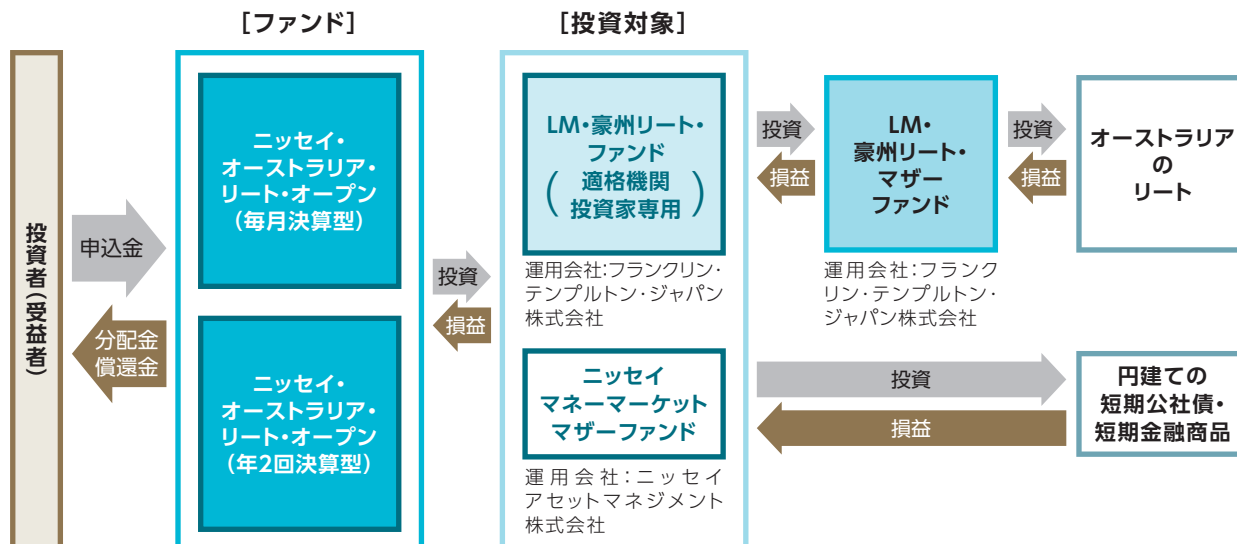 ［ファンド］
［投資対象］
投資者（受益者）
申込金
分配金
償還金
ニッセイ・
オーストラリア・
リート・オープン
（毎月決算型）
ニッセイ・
オーストラリア・
リート・オープン
（年2回決算型）
投資
損益
LM・豪州リート・
ファンド
（適格機関
投資家専用）
運用会社：フランクリン・
テンプルトン・ジャパン
株式会社
ニッセイ
マネーマーケット
マザーファンド
運用会社：ニッセイ
アセットマネジメント
株式会社
投資
損益
LM・
豪州リート・
マザー
ファンド
運用会社：フランク
リン・テンプルトン・
ジャパン株式会社
投資
損益
オーストラリア
の
リート
投資
損益
円建ての
短期公社債・
短期金融商品